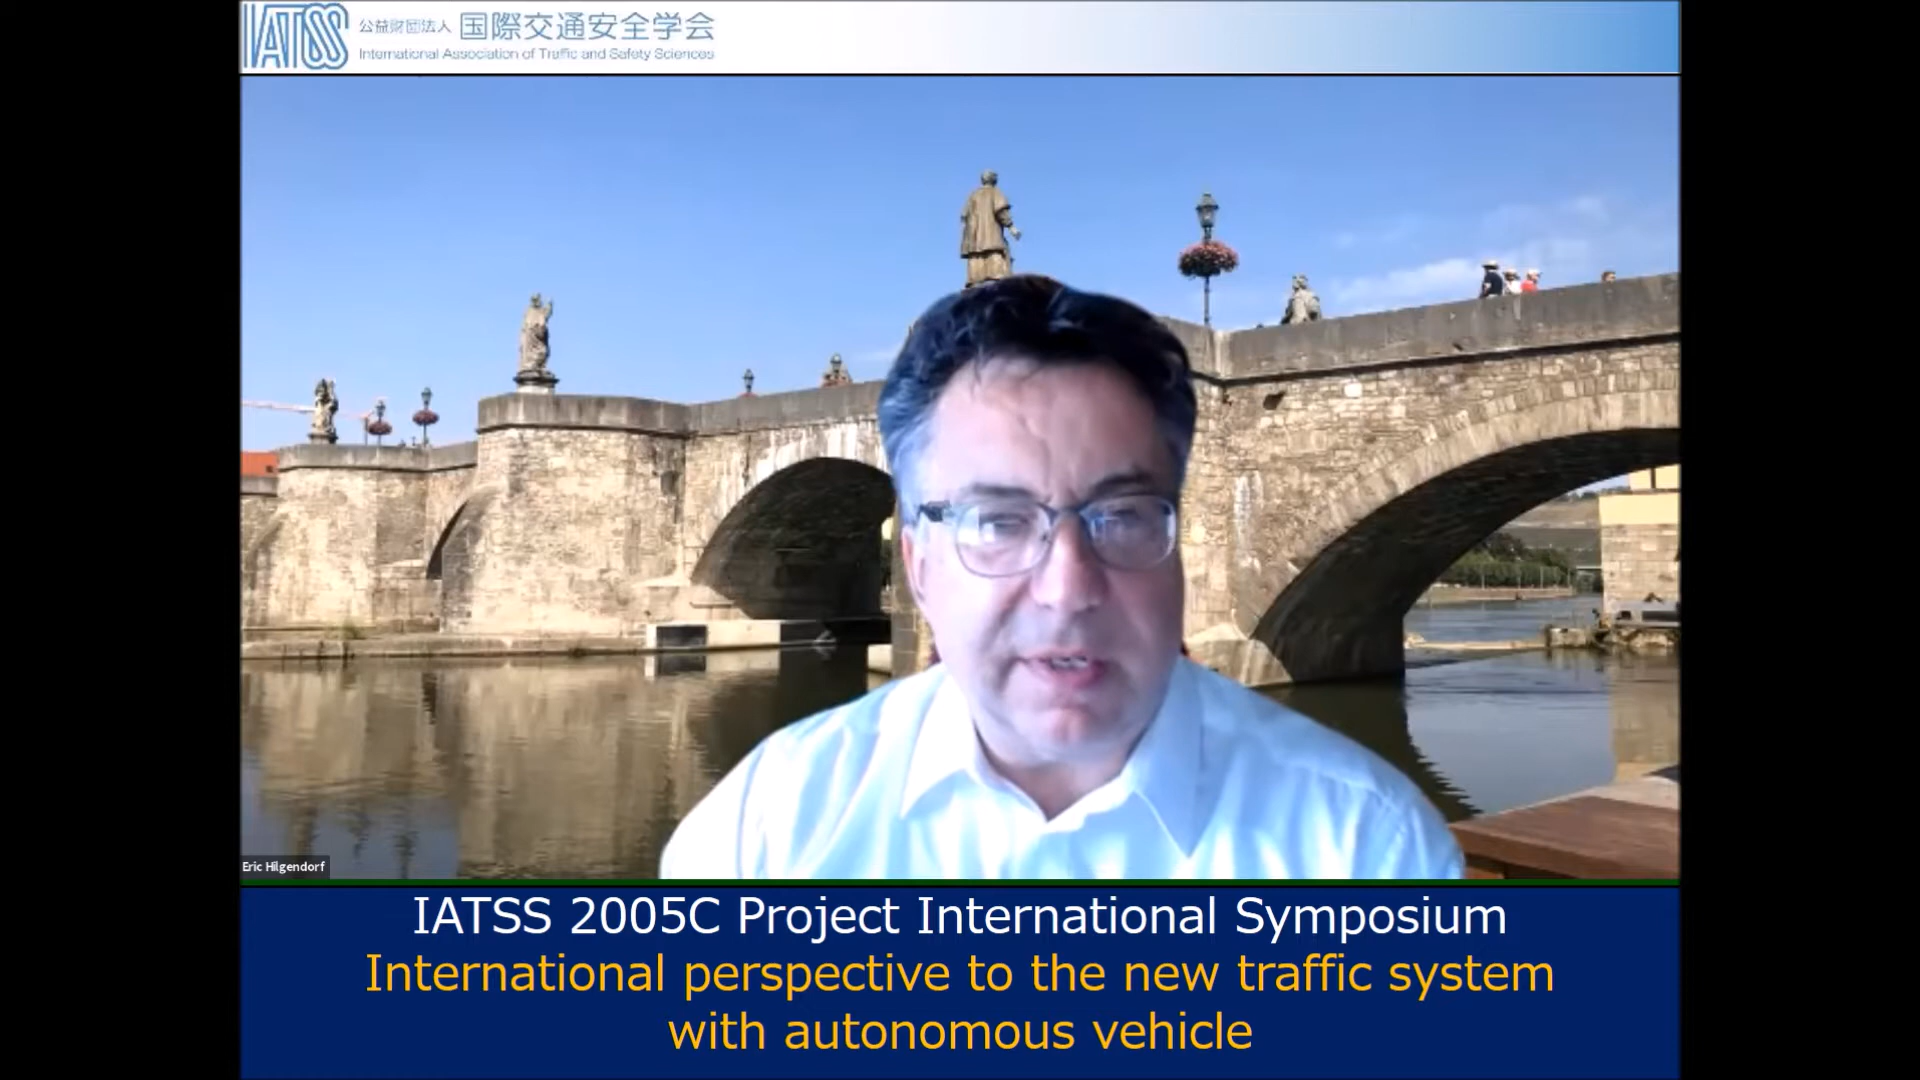 IATSS 公益財団法人 国際交通安全学会
International Association of Traffic and Safety Sciences
Eric Hilgendorf
IATSS 2005C Project International Symposium
International perspective to the new traffic system
with autonomous vehicle